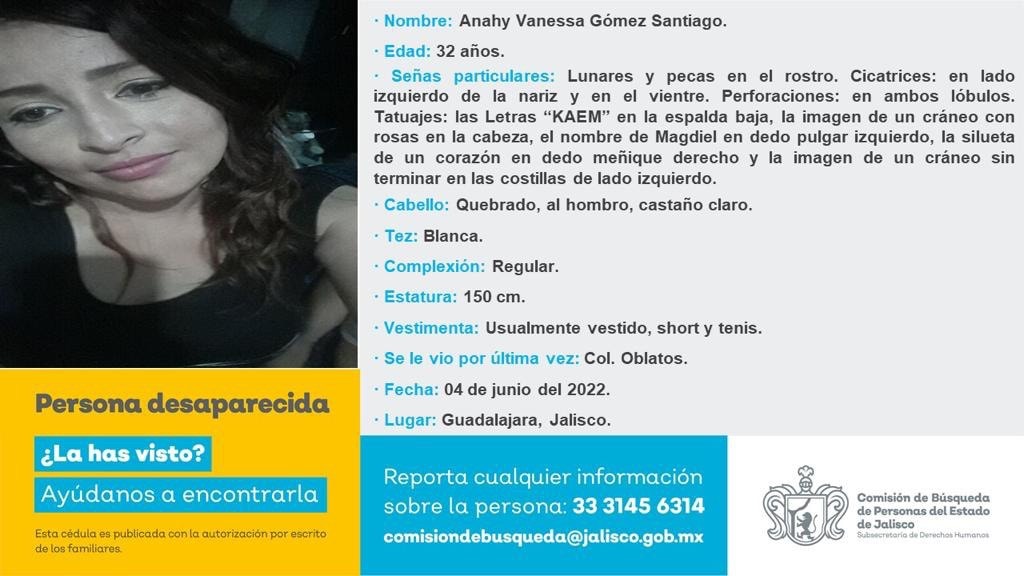 · Nombre: Anahy Vanessa Gómez Santiago.
· Edad: 32 años.
· Señas particulares: Lunares y pecas en el rostro. Cicatrices: en lado
izquierdo de la nariz y en el vientre. Perforaciones: en ambos lóbulos.
Tatuajes: las Letras “KAEM” en la espalda baja, la imagen de un cráneo con
rosas en la cabeza, el nombre de Magdiel en dedo pulgar izquierdo, la silueta
de un corazón en dedo meñique derecho y la imagen de un cráneo sin
terminar en las costillas de lado izquierdo.
· Cabello: Quebrado, al hombro, castaño claro.
· Tez: Blanca.
· Complexión: Regular.
· Estatura: 150 cm.
· Vestimenta: Usualmente vestido, short y tenis.
· Se le vio por última vez: Col. Oblatos.
· Fecha: 04 de junio del 2022.
· Lugar: Guadalajara, Jalisco.
Persona desaparecida
¿La has visto?
Ayúdanos a encontrarla
Esta cédula es publicada con la autorización por escrito
de los familiares.
Reporta cualquier información
sobre la persona: 33 3145 6314
comisiondebusqueda@jalisco.gob.mx
Comisión de Búsqueda
de Personas del Estado
de Jalisco
Subsecretaría de Derechos Humanos